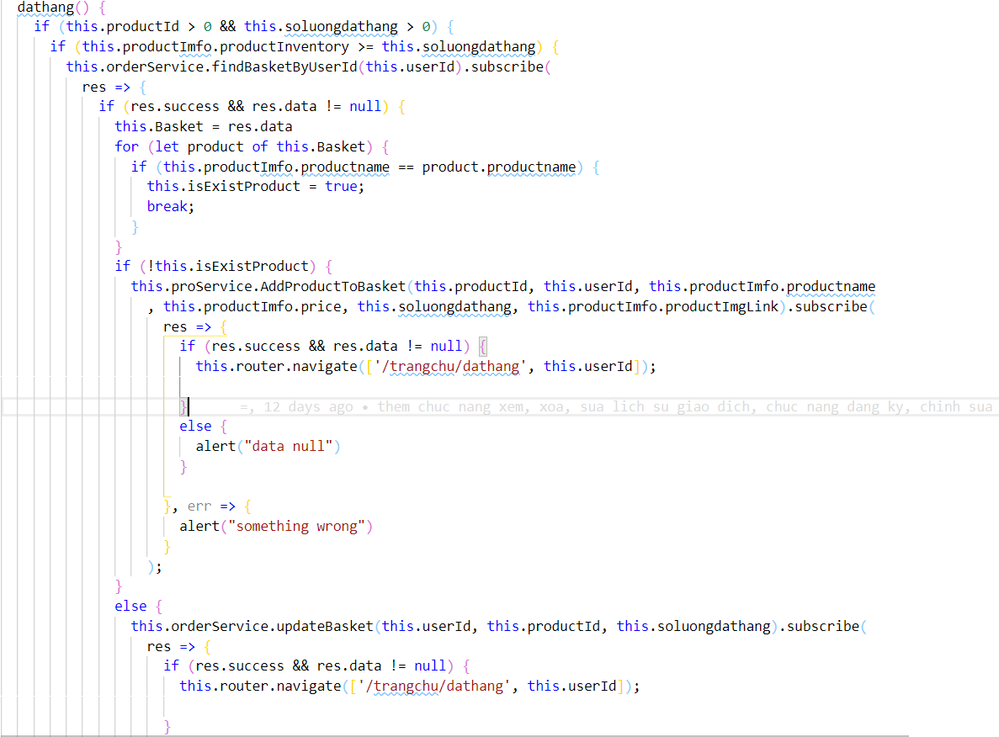 dathang() {
if (this.productId > 0 && this.soluongdathang > 0) {
if (this.productImfo.productInventory >= this.soluongdathang) {
this.orderService.findBasketByUserId(this.userId).subscribe(
res => {
if (res.success && res.data != null) {
this.Basket = res.data
for (let product of this.Basket) {
if (this.productImfo.productname == product.productname) {
this.isExistProduct = true;
break;
}
}
if (!this.isExistProduct) {
this.proService.AddProductToBasket(this.productId, this.userId, this.productImfo.productname
, this.productImfo.price, this.soluongdathang, this.productImfo.productImgLink).subscribe(
res => {
if (res.success && res.data != null) {
this.router.navigate(['/trangchu/dathang', this.userId]);
} =, 12 days ago • them chuc nang xem, xoa, sua lich su giao dich, chuc nang dang ky, chinh sua
else {
alert("data null")
}
}, err => {
alert("something wrong")
}
);
}
else {
this.orderService.updateBasket(this.userId, this.productId, this.soluongdathang).subscribe(
res => {
if (res.success && res.data != null) {
this.router.navigate(['/trangchu/dathang', this.userId]);
}